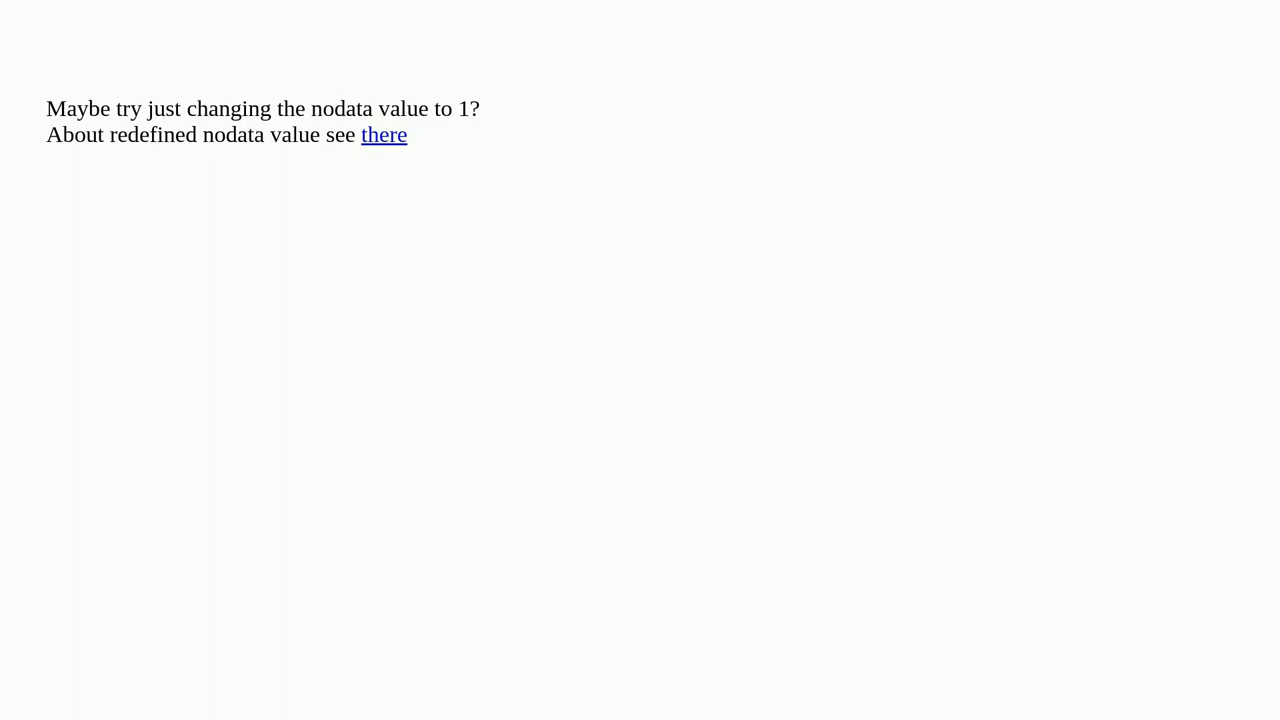 Maybe try just changing the nodata value to 1?
About redefined nodata value see there